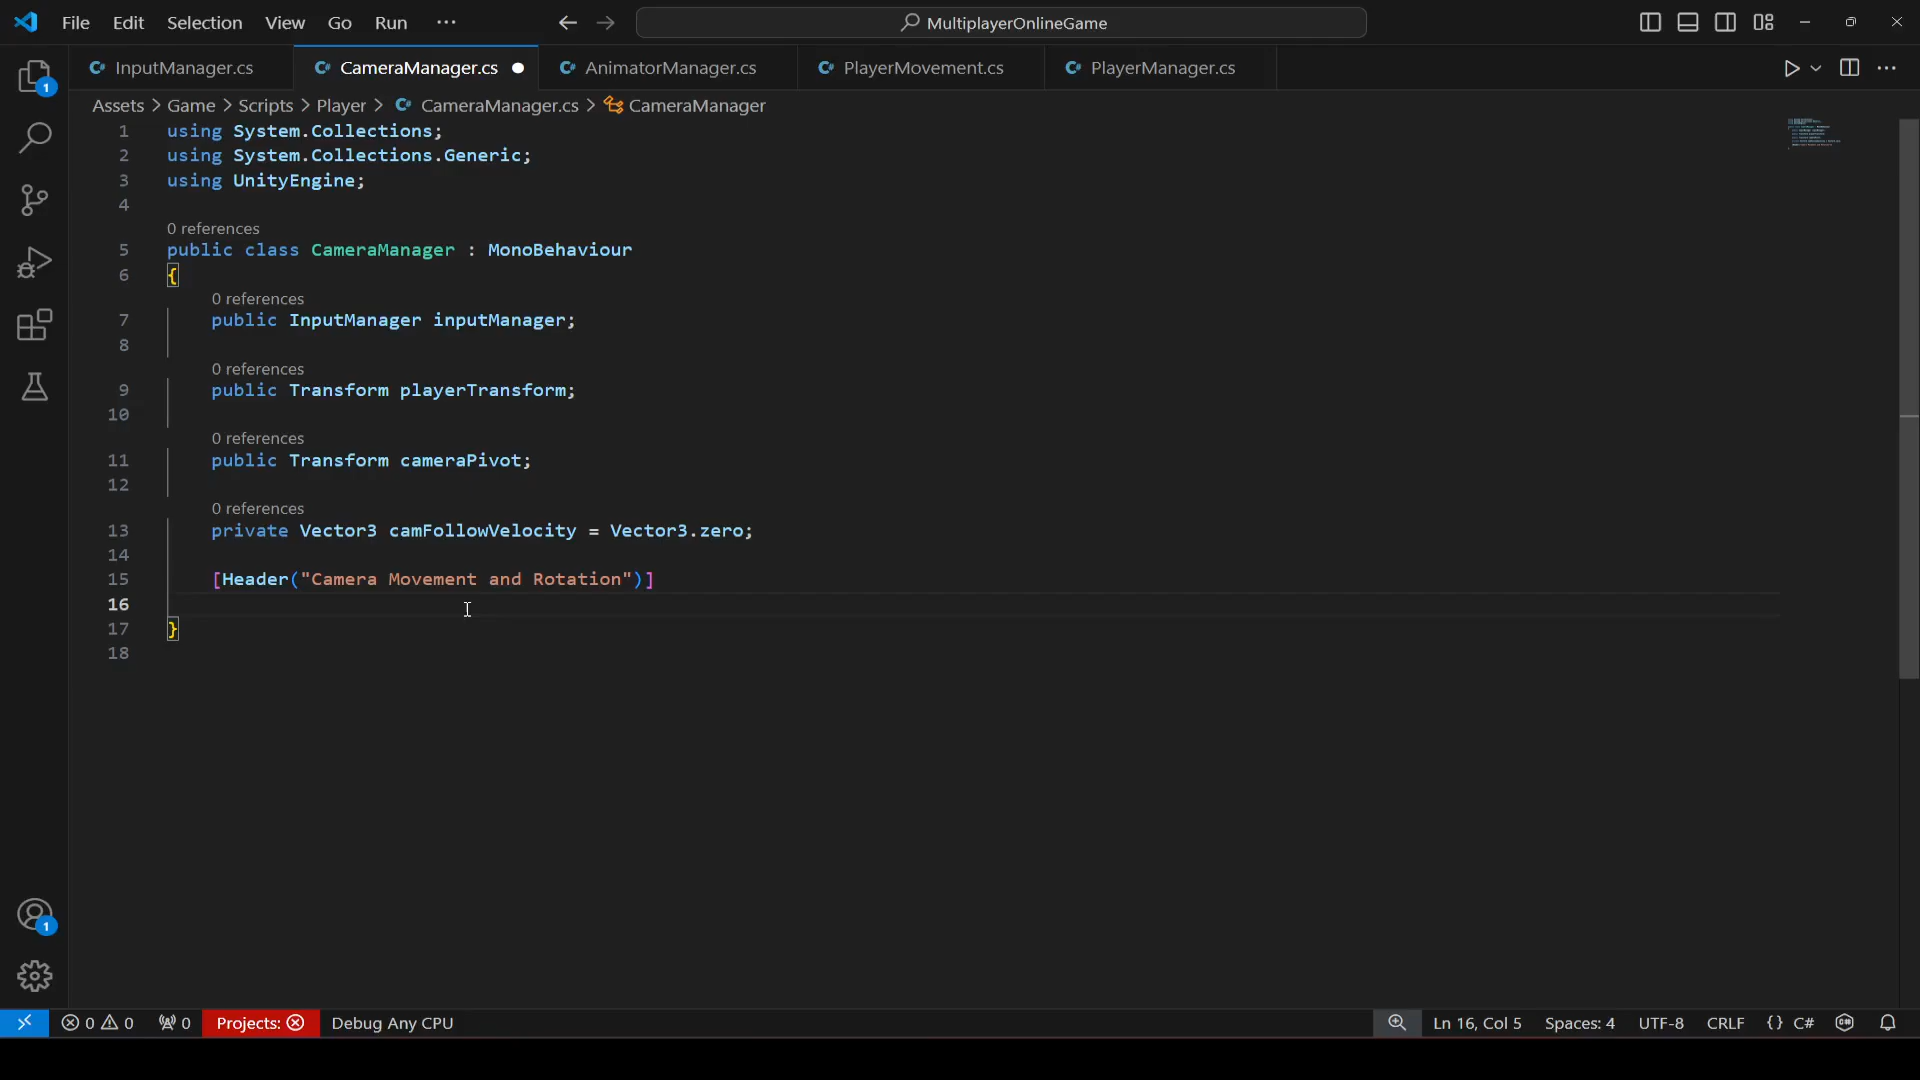 File Edit Selection View Go Run ··· MultiplayerOnlineGame
InputManager.cs CameraManager.cs AnimatorManager.cs PlayerMovement.cs PlayerManager.cs
1
Assets > Game > Scripts > Player > CameraManager.cs > CameraManager
1 using System.Collections;
2 using System.Collections.Generic;
3 using UnityEngine;
4
0 references
5 public class CameraManager : MonoBehaviour
6 {
0 references
7 public InputManager inputManager;
8
0 references
9 public Transform playerTransform;
10
0 references
11 public Transform cameraPivot;
12
0 references
13 private Vector3 camFollowVelocity = Vector3.zero;
14
15 [Header("Camera Movement and Rotation")]
16
17 }
18
1
0 0 0 Projects: Debug Any CPU Ln 16, Col 5 Spaces: 4 UTF-8 CRLF {} C#